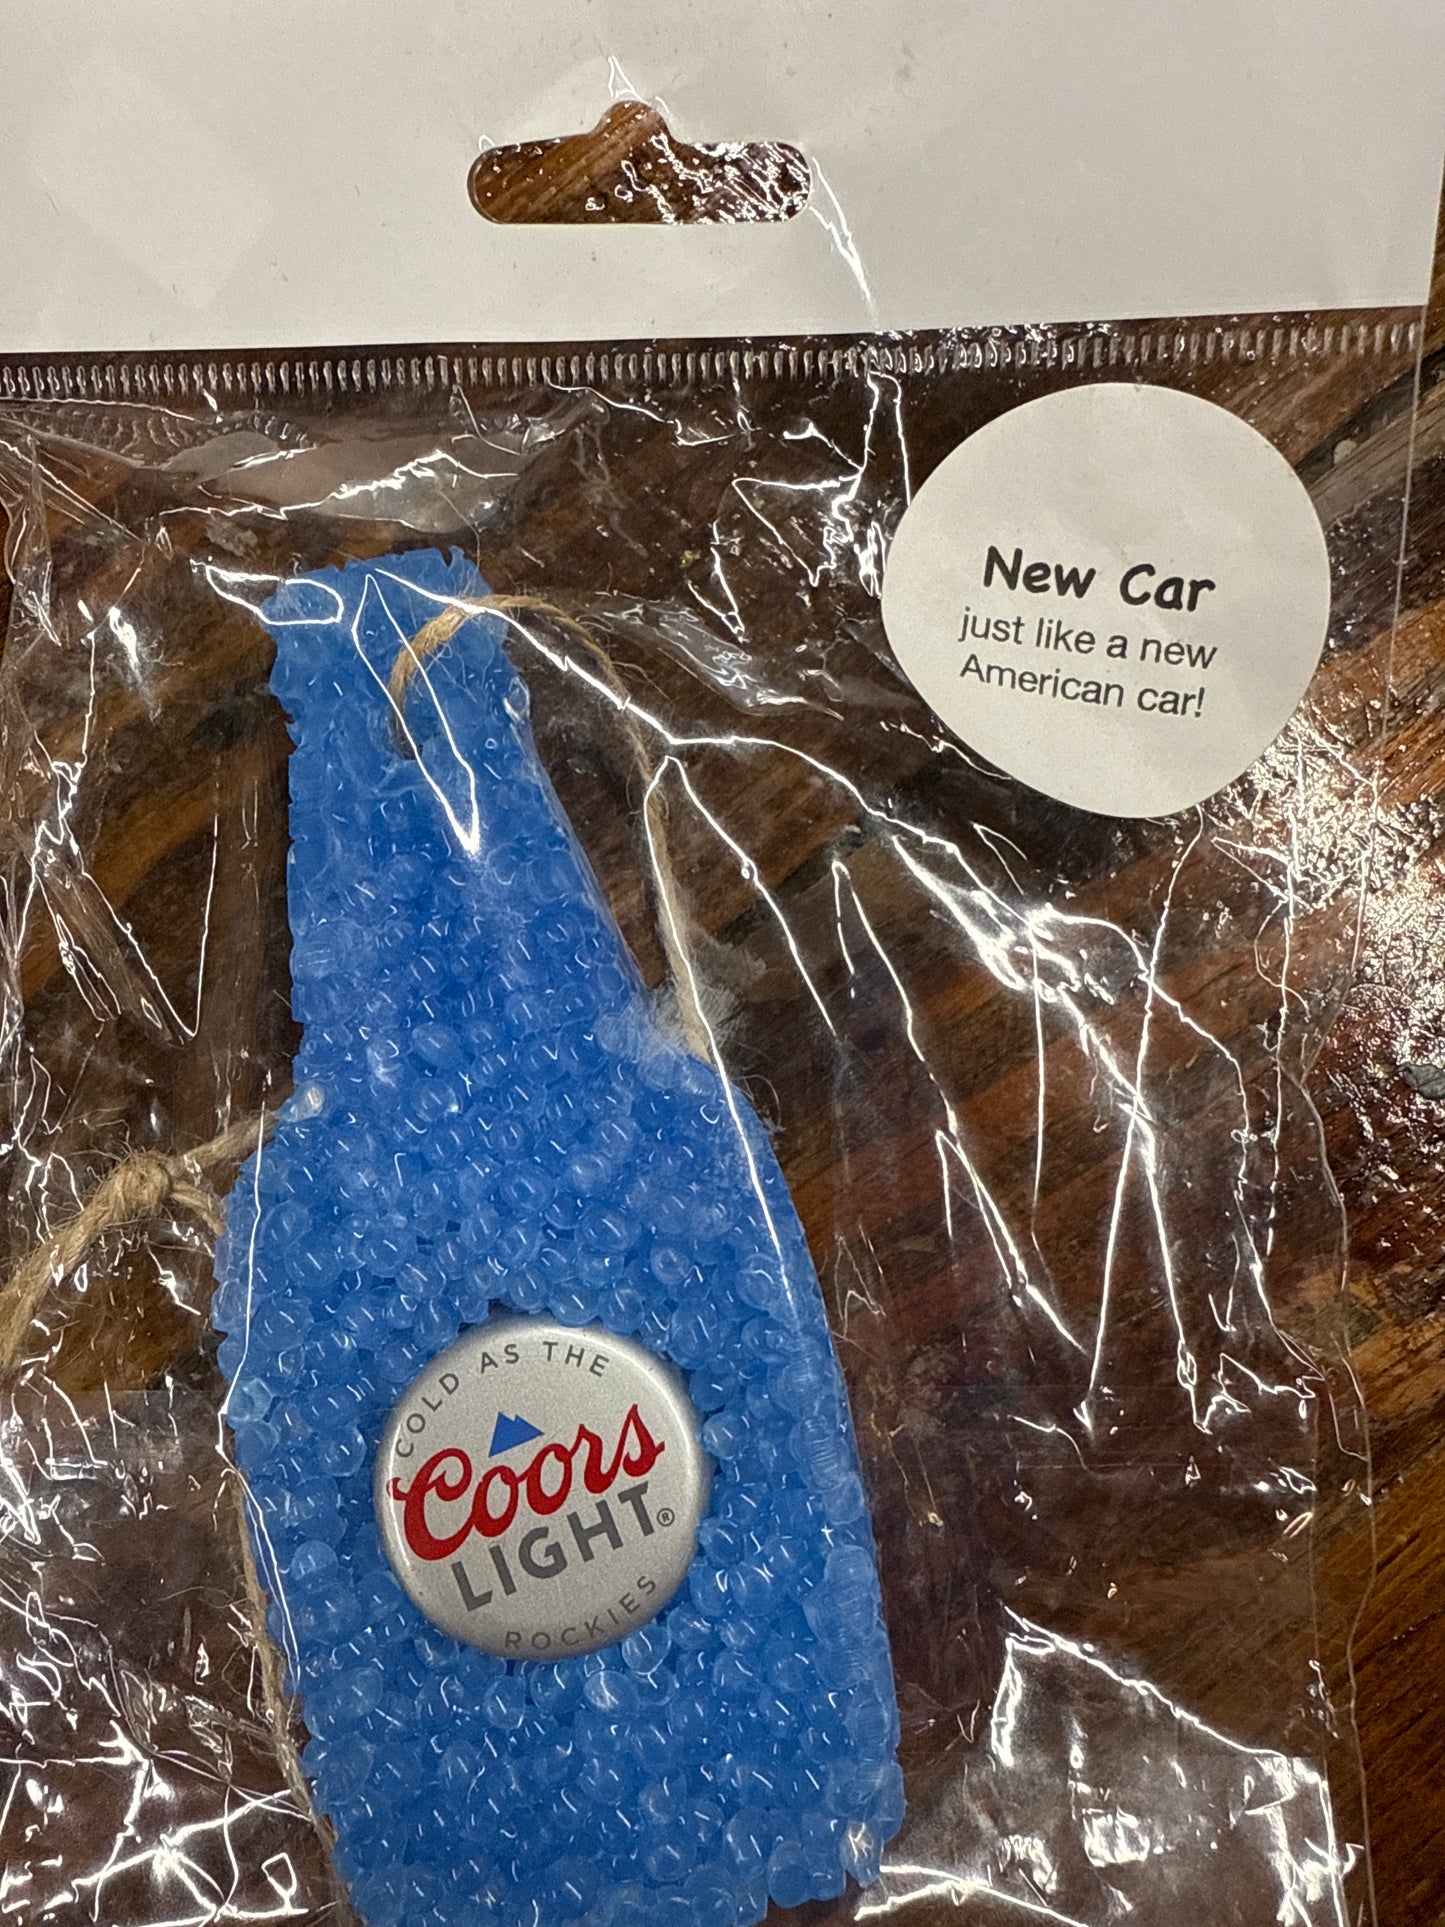 New Car
just like a new
American car!
COLD AS THE
Coors
LIGHT®
ROCKIES